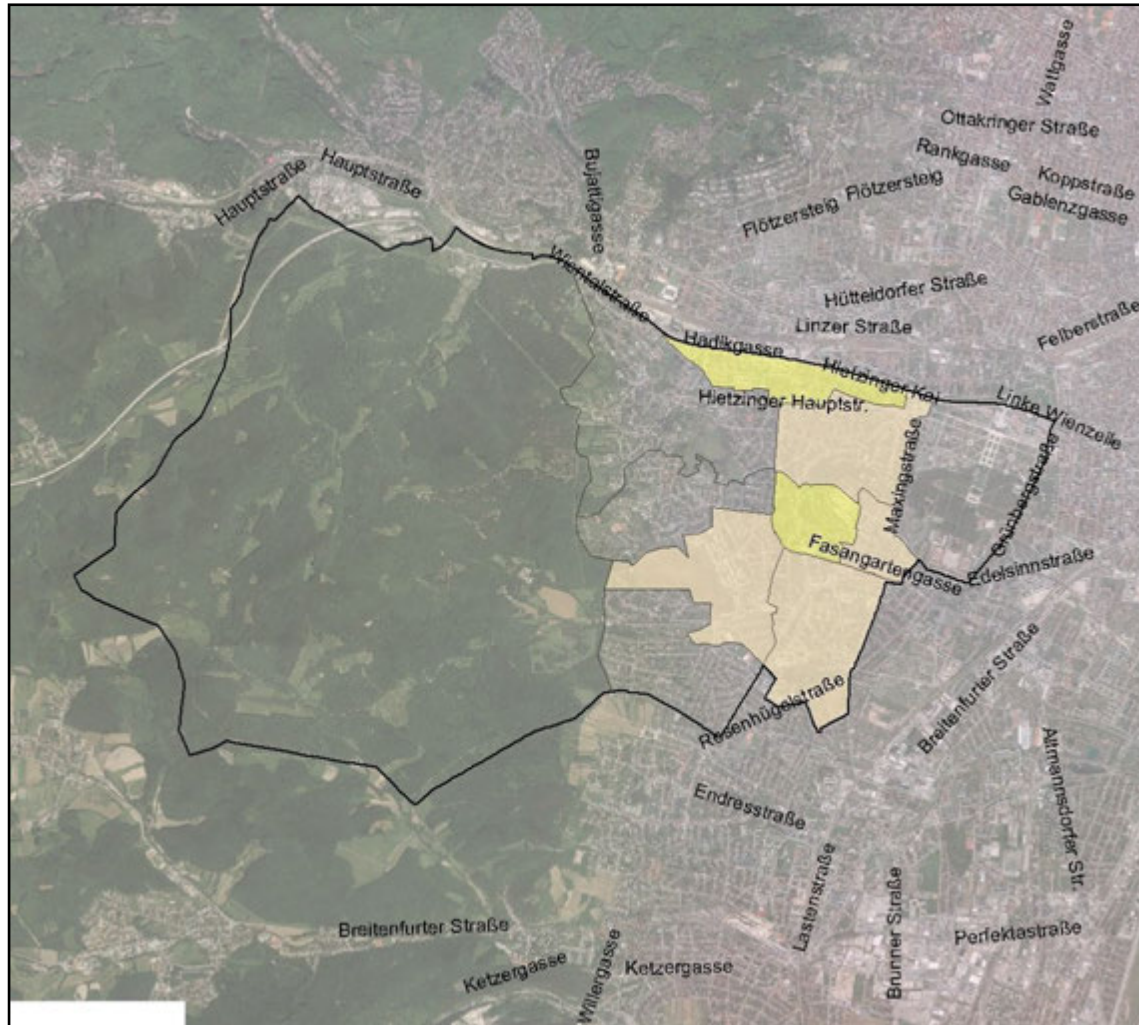 Wattgasse
Ottakringer Straße
Rankgasse
Koppstraße
Hauptstraße
Hauptstraße
Bujattigasse
Flötzersteig
Flötzersteig
Gablenzgasse
Wientalstraße
Hütteldorfer Straße
Linzer Straße
Felberstraße
Hadikgasse
Hietzinger Kai
Hietzinger Hauptstr.
Linke Wienzeile
Maxingstraße
Grünbergstraße
Fasangartengasse
Edelsinnstraße
Breitenfurter Straße
Rosenhügelstraße
Altmannsdorfer Str.
Endresstraße
Lastenstraße
Brunner Straße
Breitenfurter Straße
Perfektastraße
Ketzergasse
Willergasse
Ketzergasse